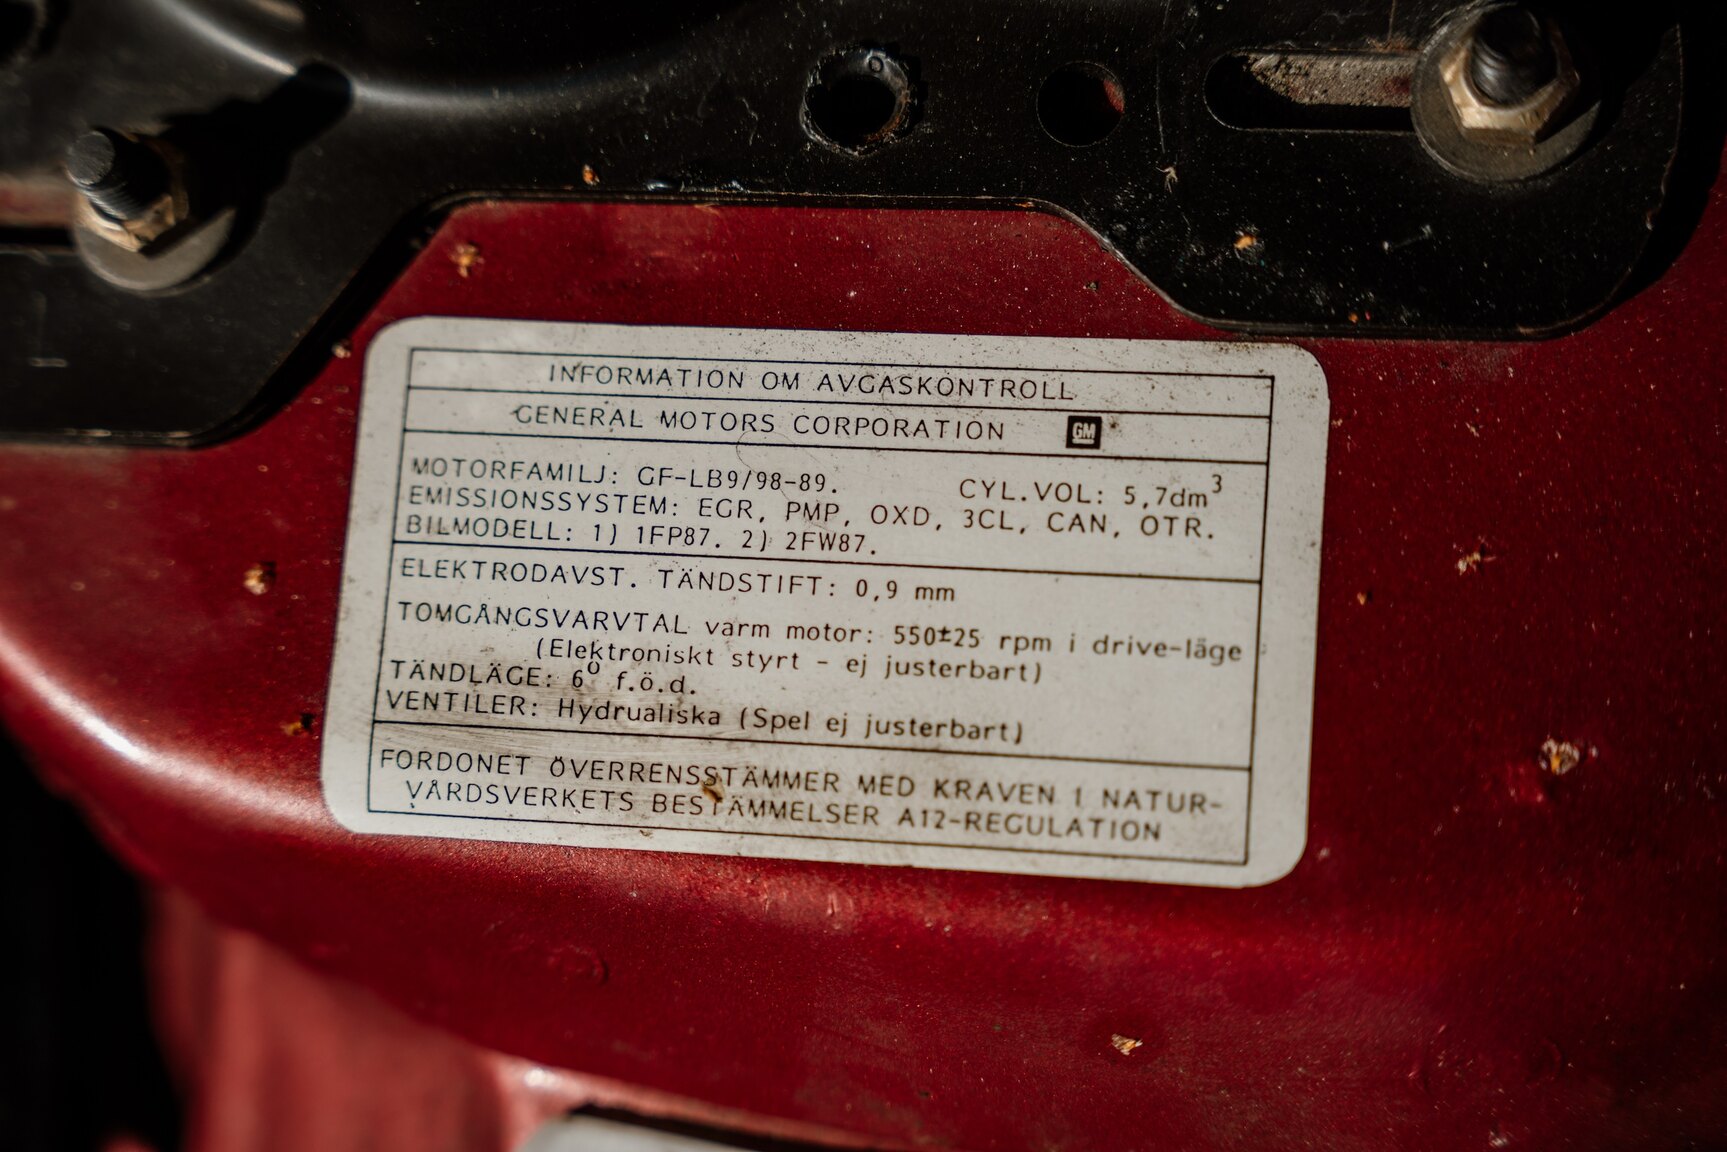 INFORMATION OM AVGASKONTROLL
GENERAL MOTORS CORPORATION GM
MOTORFAMILJ: GF-LB9/98-89. CYL.VOL: 5,7dm³
EMISSIONSSYSTEM: EGR, PMP, OXD, 3CL, CAN, OTR.
BILMODELL: 1) 1FP87. 2) 2FW87.
ELEKTRODAVST. TÄNDSTIFT: 0,9 mm
TOMGÅNGSVARVTAL varm motor: 550±25 rpm i drive-läge
(Elektroniskt styrt - ej justerbart)
TÄNDLÄGE: 6° f.ö.d.
VENTILER: Hydrualiska (Spel ej justerbart)
FORDONET ÖVERRENSSTÄMMER MED KRAVEN I NATUR-
VÅRDSVERKETS BESTÄMMELSER A12-REGULATION